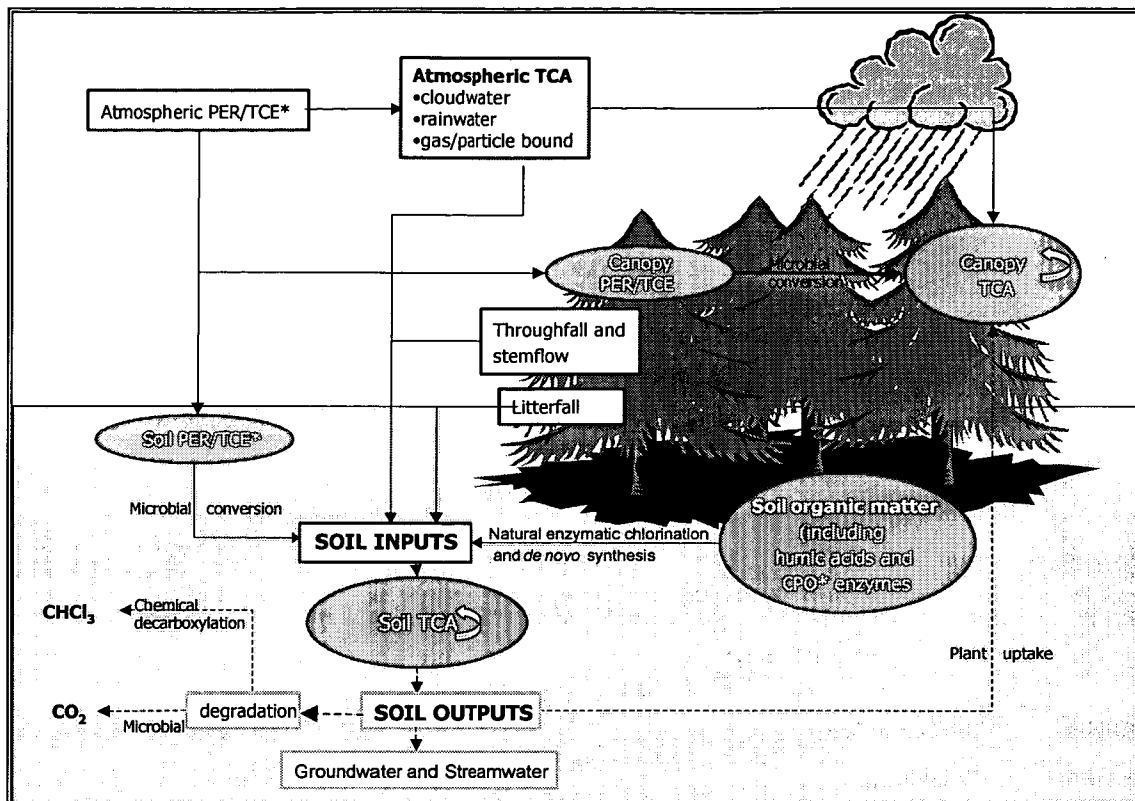 Atmospheric PER/TCE*
Atmospheric TCA
•cloudwater
•rainwater
•gas/particle bound
Canopy
PER/TCE
Microbial
conversion
Canopy
TCA
Throughfall and
stemflow
Litterfall
Soil PER/TCE*
Microbial conversion
SOIL INPUTS
Natural enzymatic chlorination
and de novo synthesis
Soil organic matter
(including
humic acids and
CPO* enzymes
CHCl₃
Chemical
decarboxylation
Soil TCA
Plant uptake
CO₂
Microbial
degradation
SOIL OUTPUTS
Groundwater and Streamwater